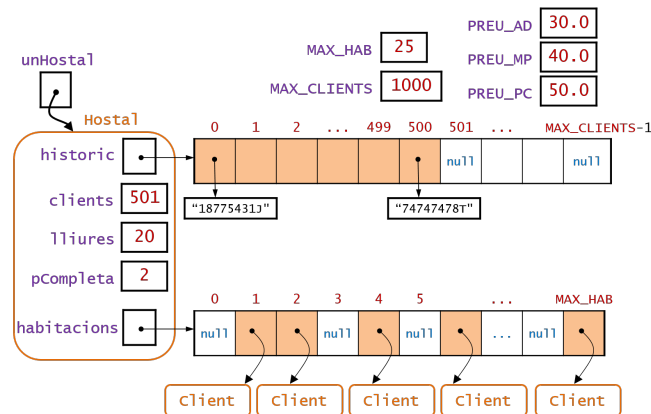 PREU_AD 30.0
MAX_HAB 25
PREU_MP 40.0
unHostal
MAX_CLIENTS 1000
PREU_PC 50.0
Hostal
0 1 2 ... 499 500 501 ... MAX_CLIENTS-1
historic
null null
clients 501
“18775431J” “74747478T”
lliures 20
pCompleta 2
0 1 2 3 4 5 ... MAX_HAB
habitacions
null null null ... null
Client Client Client Client Client